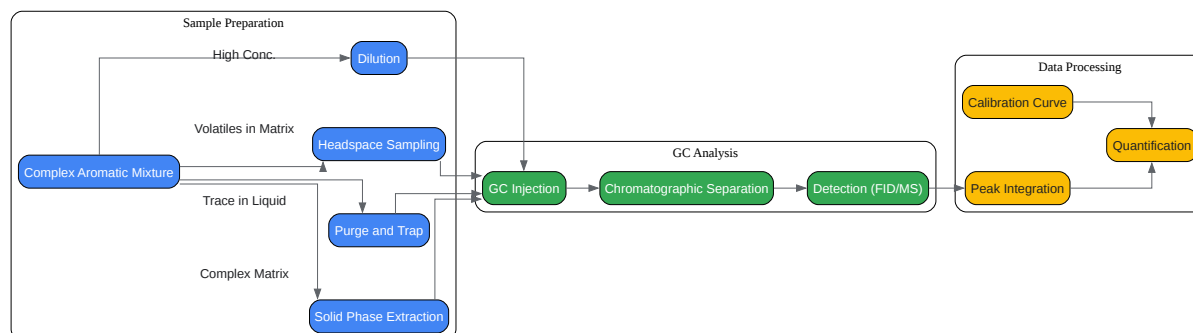 Sample Preparation
High Conc.
Dilution
Volatiles in Matrix
Headspace Sampling
Complex Aromatic Mixture
Trace in Liquid
Purge and Trap
Complex Matrix
Solid Phase Extraction
GC Analysis
GC Injection
Chromatographic Separation
Detection (FID/MS)
Data Processing
Calibration Curve
Quantification
Peak Integration